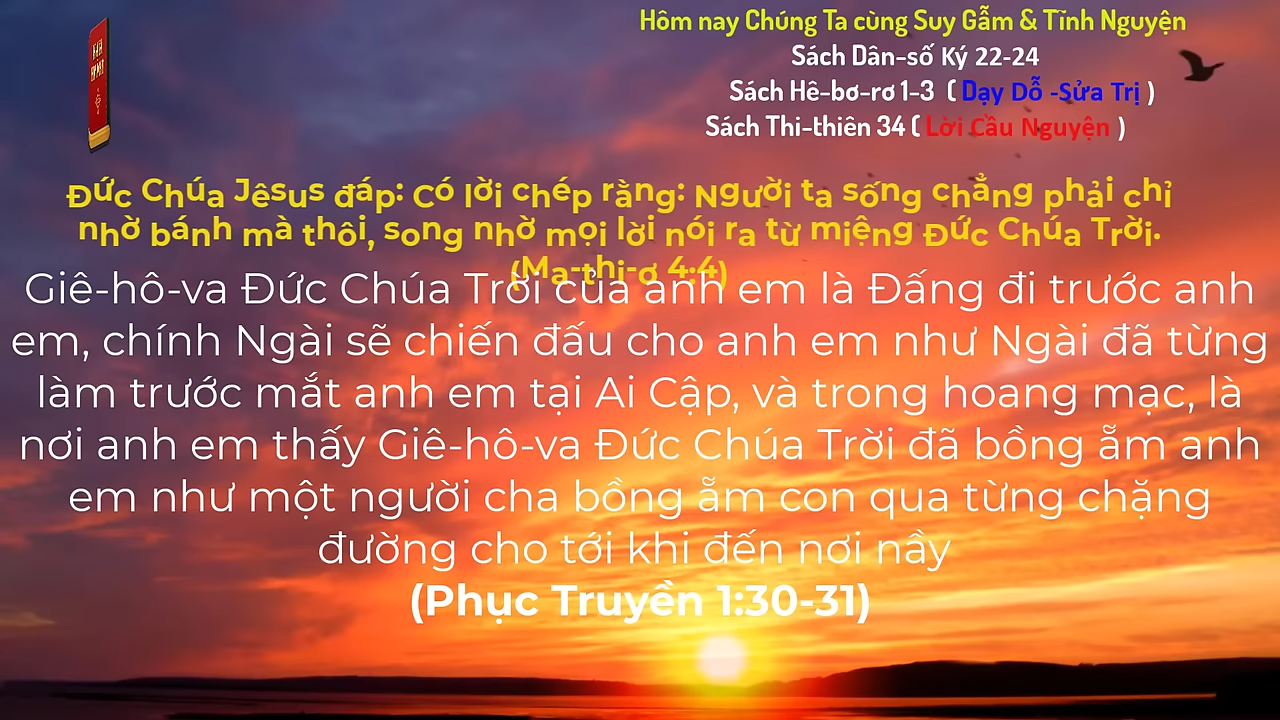 Hôm nay Chúng Ta cùng Suy Gẫm & Tĩnh Nguyện
Sách Dân-số Ký 22-24
Sách Hê-bơ-rơ 1-3 ( Dạy Dỗ -Sửa Trị )
Sách Thi-thiên 34 ( Lời Cầu Nguyện )
Đức Chúa Jêsus đáp: Có lời chép rằng: Người ta sống chẳng phải chỉ
nhờ bánh mà thôi, song nhờ mọi lời nói ra từ miệng Đức Chúa Trời.
(Ma-thi-ơ 4:4)
Giê-hô-va Đức Chúa Trời của anh em là Đấng đi trước anh
em, chính Ngài sẽ chiến đấu cho anh em như Ngài đã từng
làm trước mắt anh em tại Ai Cập, và trong hoang mạc, là
nơi anh em thấy Giê-hô-va Đức Chúa Trời đã bồng ẵm anh
em như một người cha bồng ẵm con qua từng chặng
đường cho tới khi đến nơi nầy
(Phục Truyền 1:30-31)